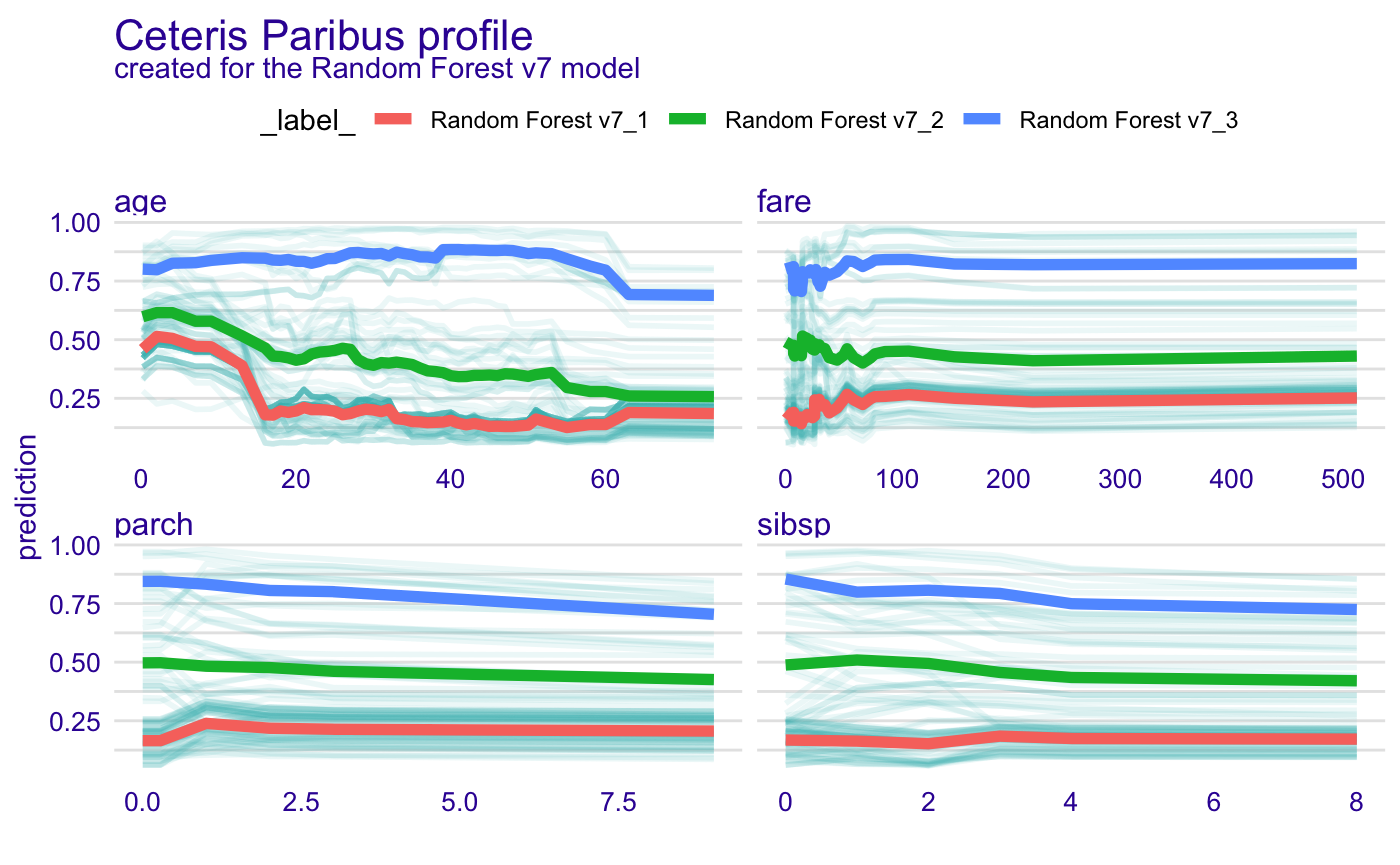 Ceteris Paribus profile
created for the Random Forest v7 model
_label_ Random Forest v7_1 Random Forest v7_2 Random Forest v7_3
age fare
1.00
0.75
0.50
0.25
0 20 40 60 0 100 200 300 400 500
prediction
parch sibsp
1.00
0.75
0.50
0.25
0.0 2.5 5.0 7.5 0 2 4 6 8